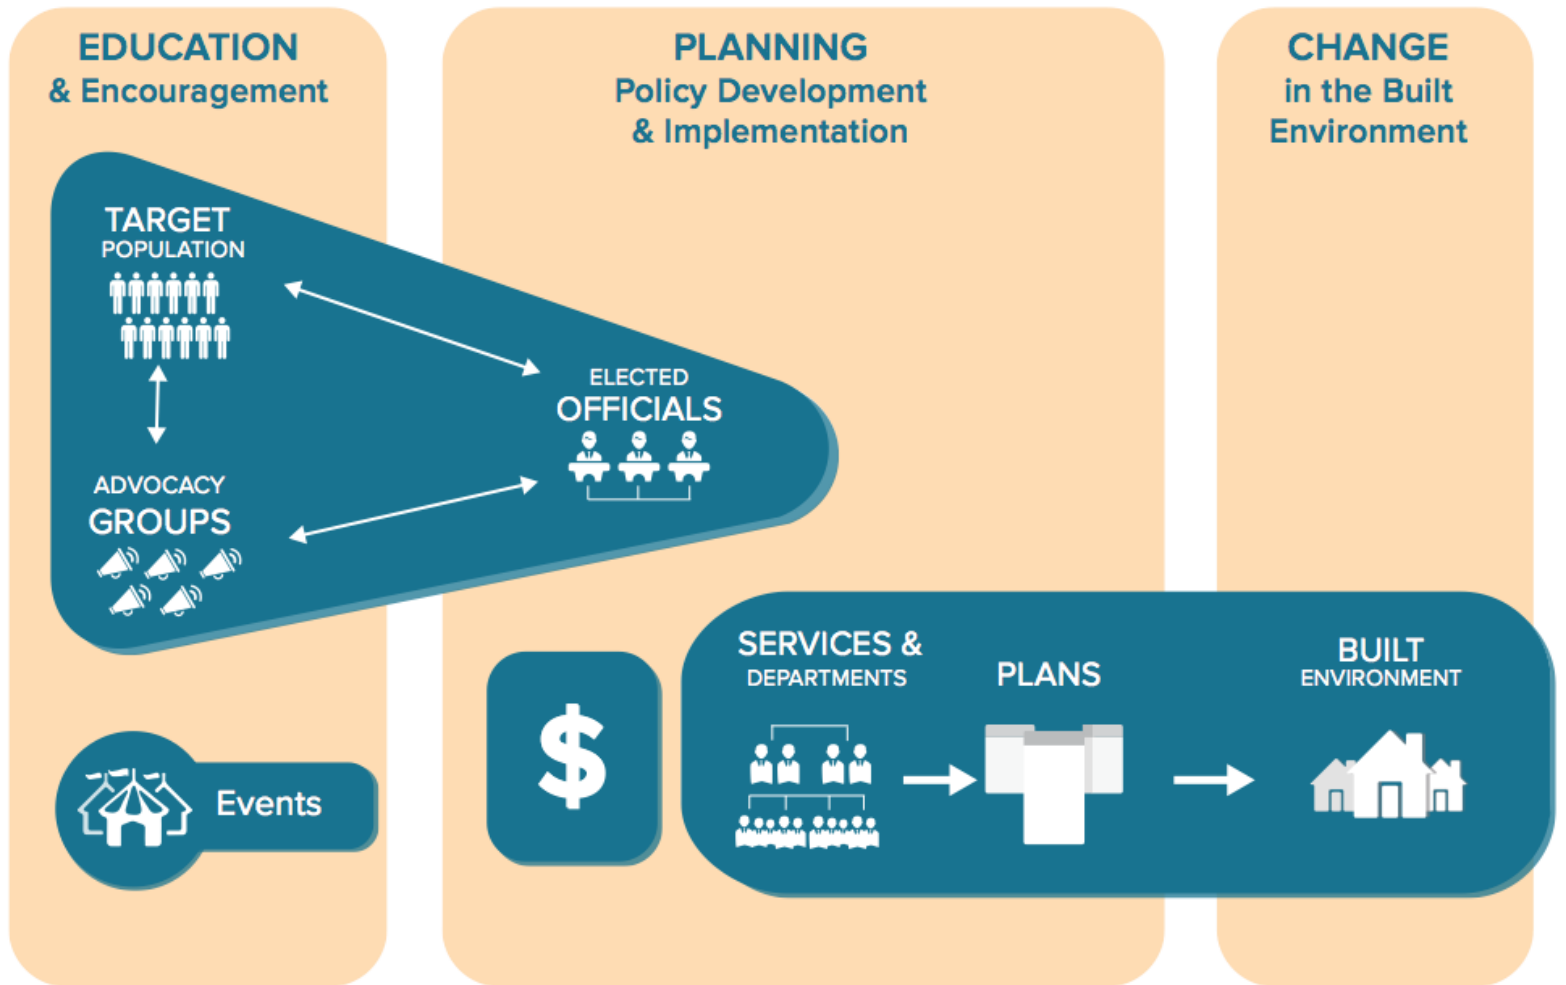 EDUCATION
& Encouragement
PLANNING
Policy Development
& Implementation
CHANGE
in the Built
Environment
TARGET
POPULATION
ELECTED
OFFICIALS
ADVOCACY
GROUPS
Events
$
SERVICES &
DEPARTMENTS
PLANS
BUILT
ENVIRONMENT